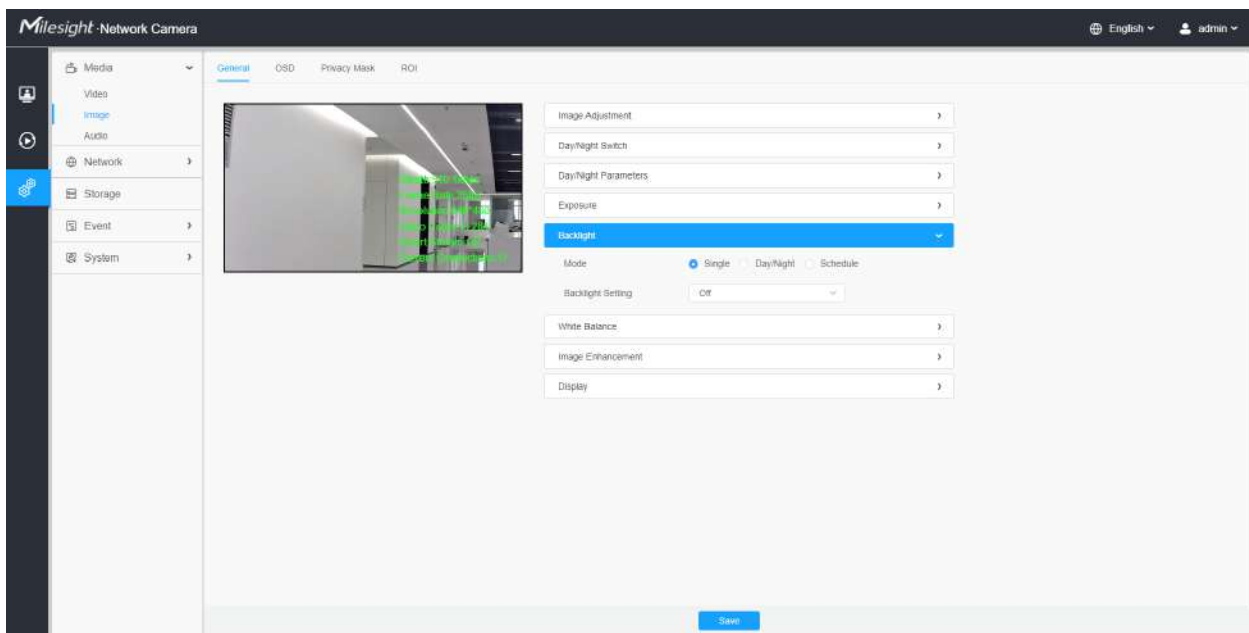 Milesight ·Network Camera
English
admin
Media
Video
Image
Audio
Network
Storage
Event
System
General OSD Privacy Mask ROI
Image Adjustment
Day/Night Switch
Day/Night Parameters
Exposure
Backlight
Mode Single Day/Night Schedule
Backlight Setting Off
White Balance
Image Enhancement
Display
Save